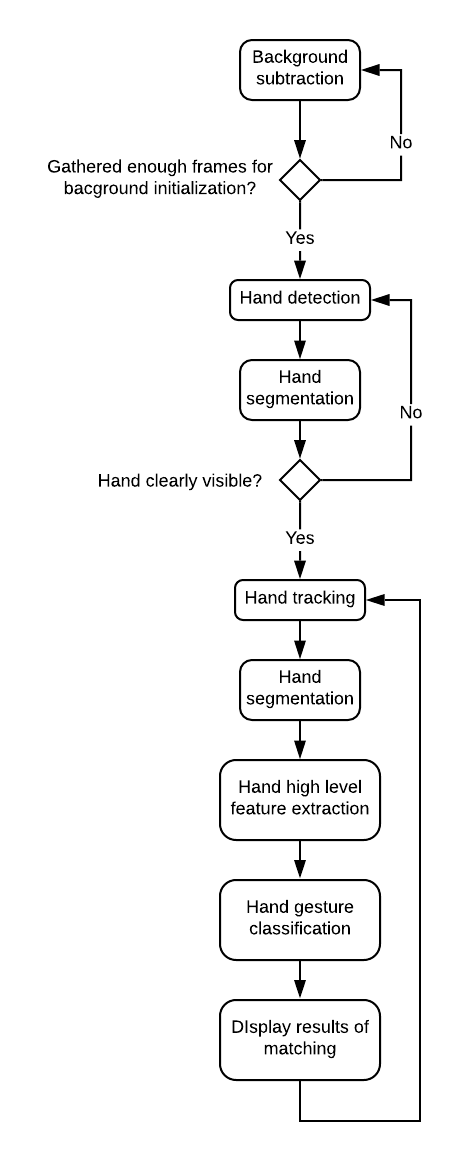 Background
subtraction
No
Gathered enough frames for
bacground initialization?
Yes
Hand detection
Hand
segmentation
No
Hand clearly visible?
Yes
Hand tracking
Hand
segmentation
Hand high level
feature extraction
Hand gesture
classification
DIsplay results of
matching